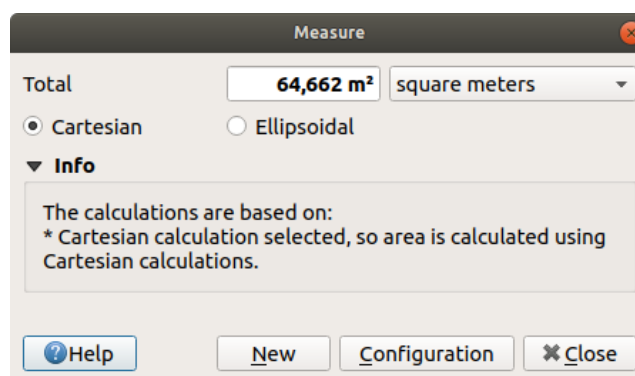 Measure
Total 64,662 m² square meters
Cartesian Ellipsoidal
Info
The calculations are based on:
* Cartesian calculation selected, so area is calculated using
Cartesian calculations.
Help New Configuration Close